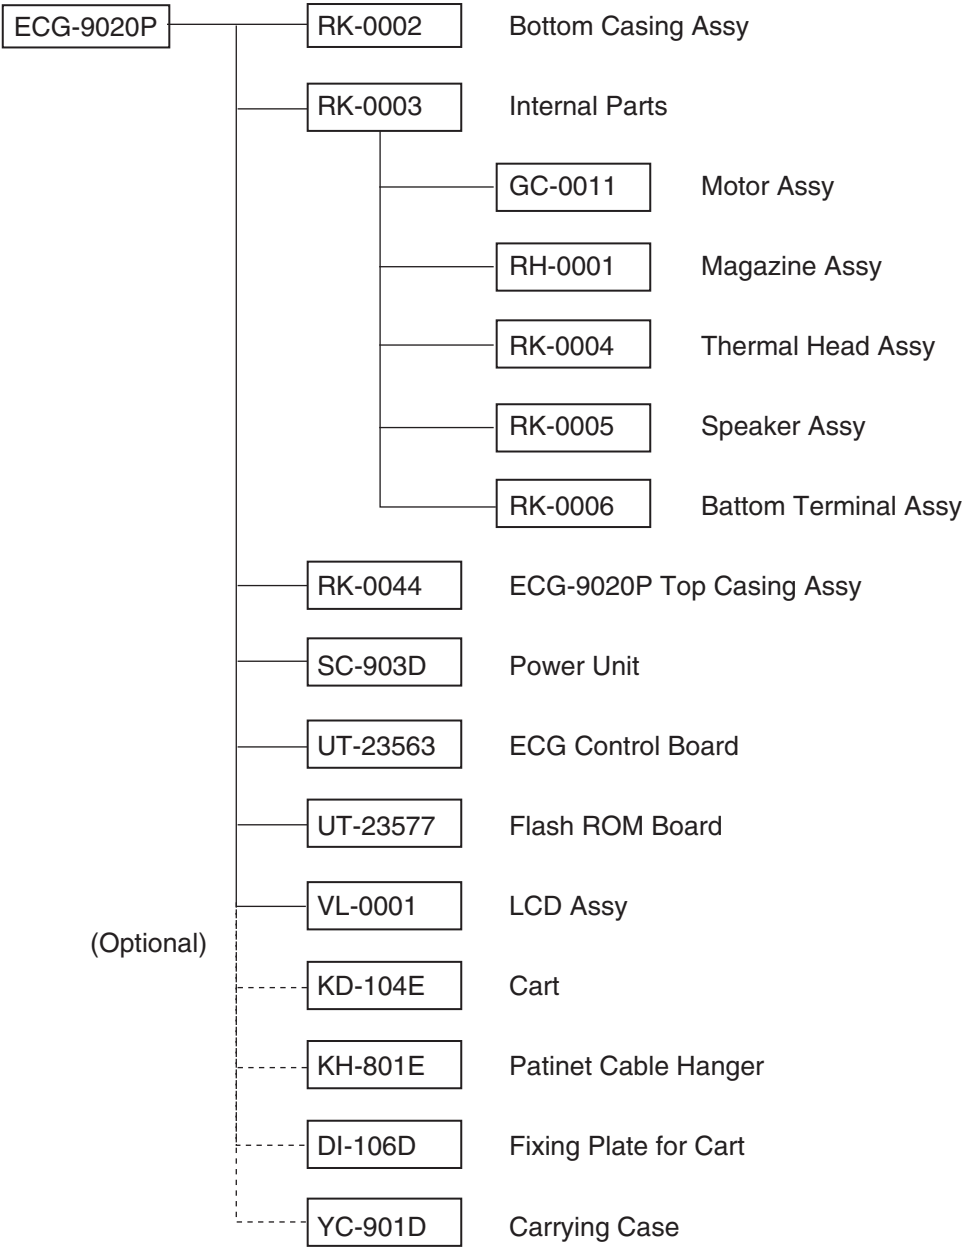 ECG-9020P
RK-0002 Bottom Casing Assy
RK-0003 Internal Parts
GC-0011 Motor Assy
RH-0001 Magazine Assy
RK-0004 Thermal Head Assy
RK-0005 Speaker Assy
RK-0006 Battom Terminal Assy
RK-0044 ECG-9020P Top Casing Assy
SC-903D Power Unit
UT-23563 ECG Control Board
UT-23577 Flash ROM Board
VL-0001 LCD Assy
(Optional)
KD-104E Cart
KH-801E Patinet Cable Hanger
DI-106D Fixing Plate for Cart
YC-901D Carrying Case